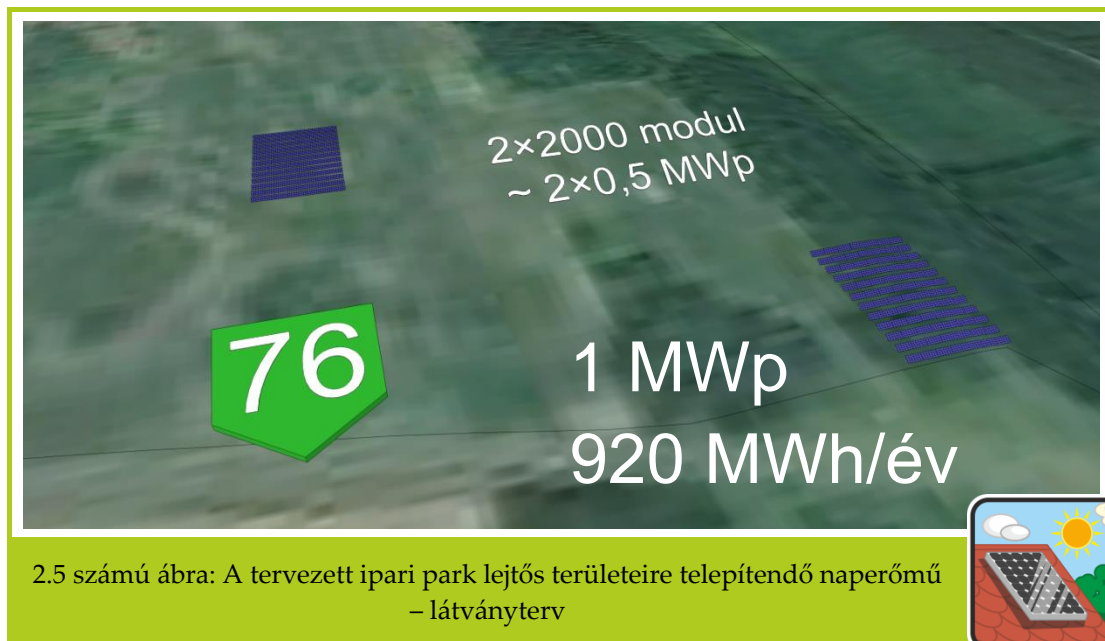 2×2000 modul
~ 2×0,5 MWp
76
1 MWp
920 MWh/év
2.5 számú ábra: A tervezett ipari park lejtős területeire telepítendő naperőmű
– látványterv